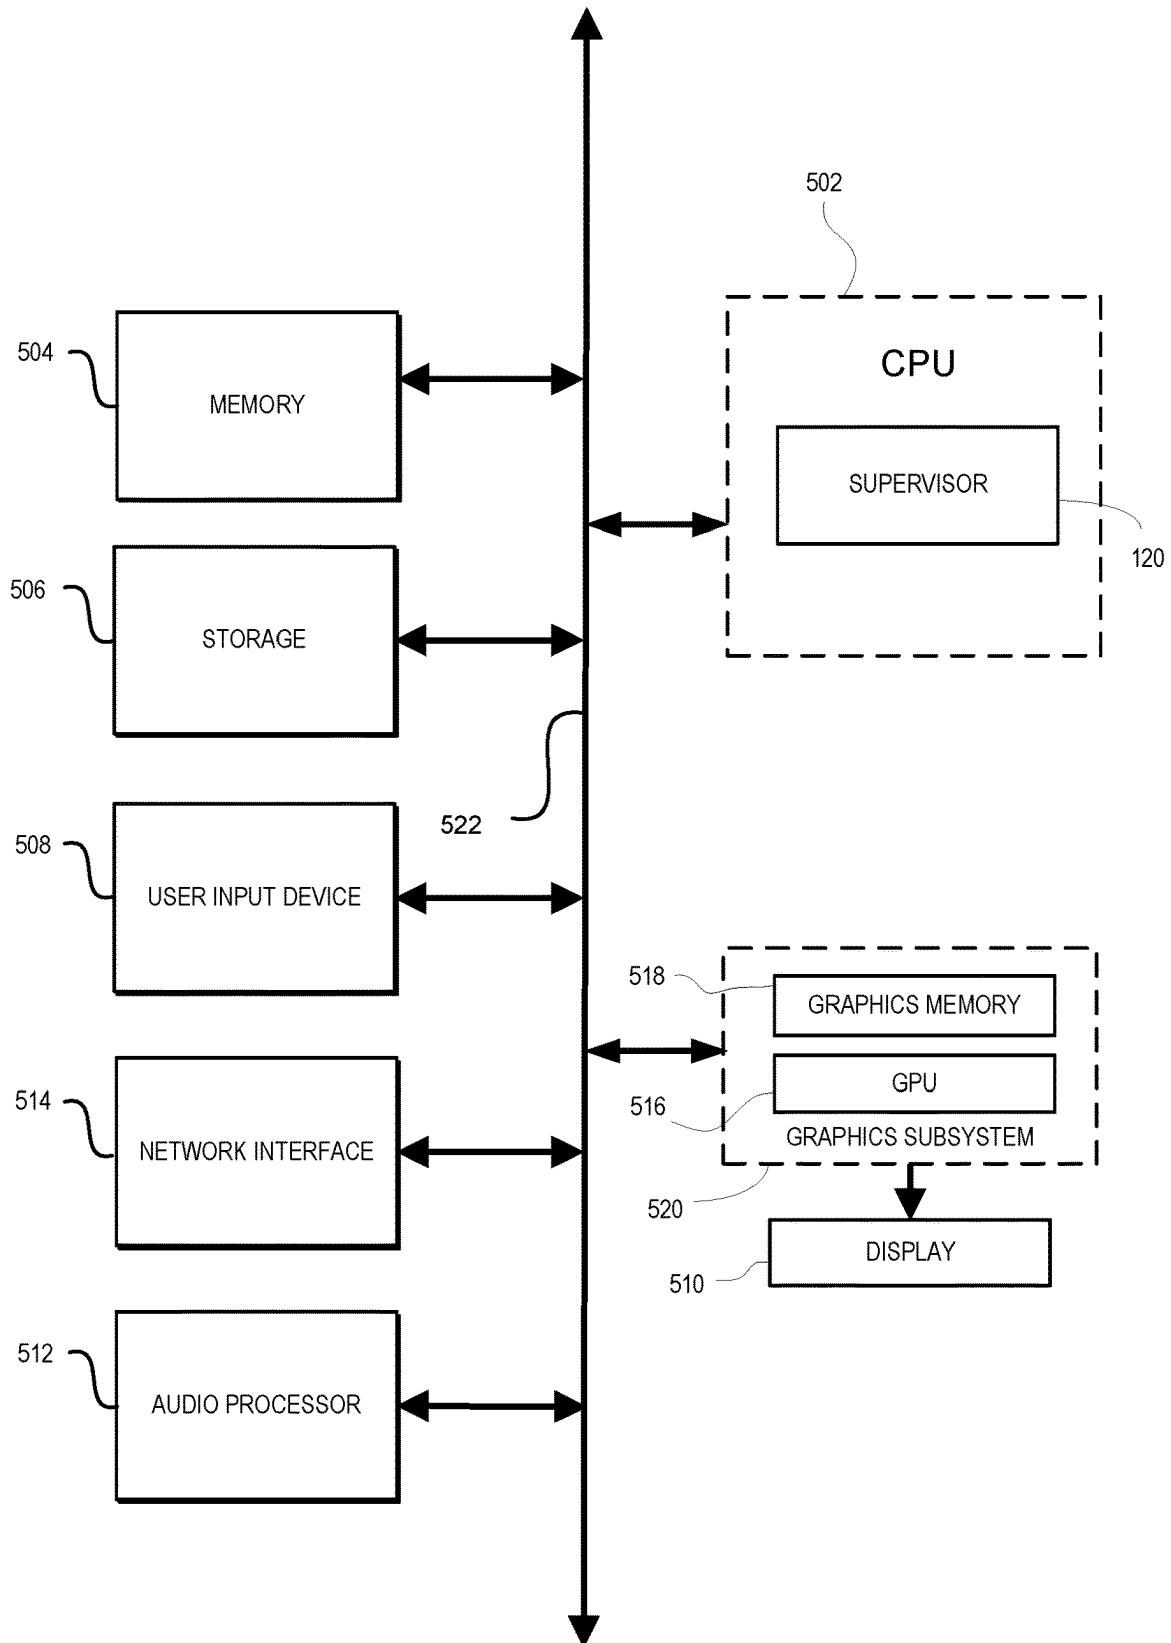 502
CPU
SUPERVISOR
120
504
MEMORY
506
STORAGE
522
508
USER INPUT DEVICE
518
GRAPHICS MEMORY
516
GPU
GRAPHICS SUBSYSTEM
520
DISPLAY
510
514
NETWORK INTERFACE
512
AUDIO PROCESSOR